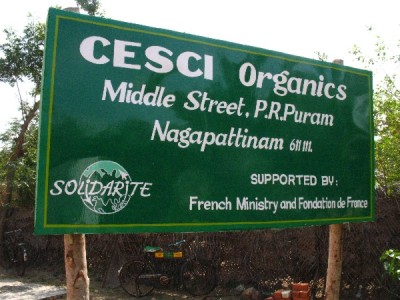 CESCI Organics
Middle Street, P.R.Puram
Nagapattinam 611 111.
SOLIDARITE
SUPPORTED BY:
French Ministry and Fondation de France